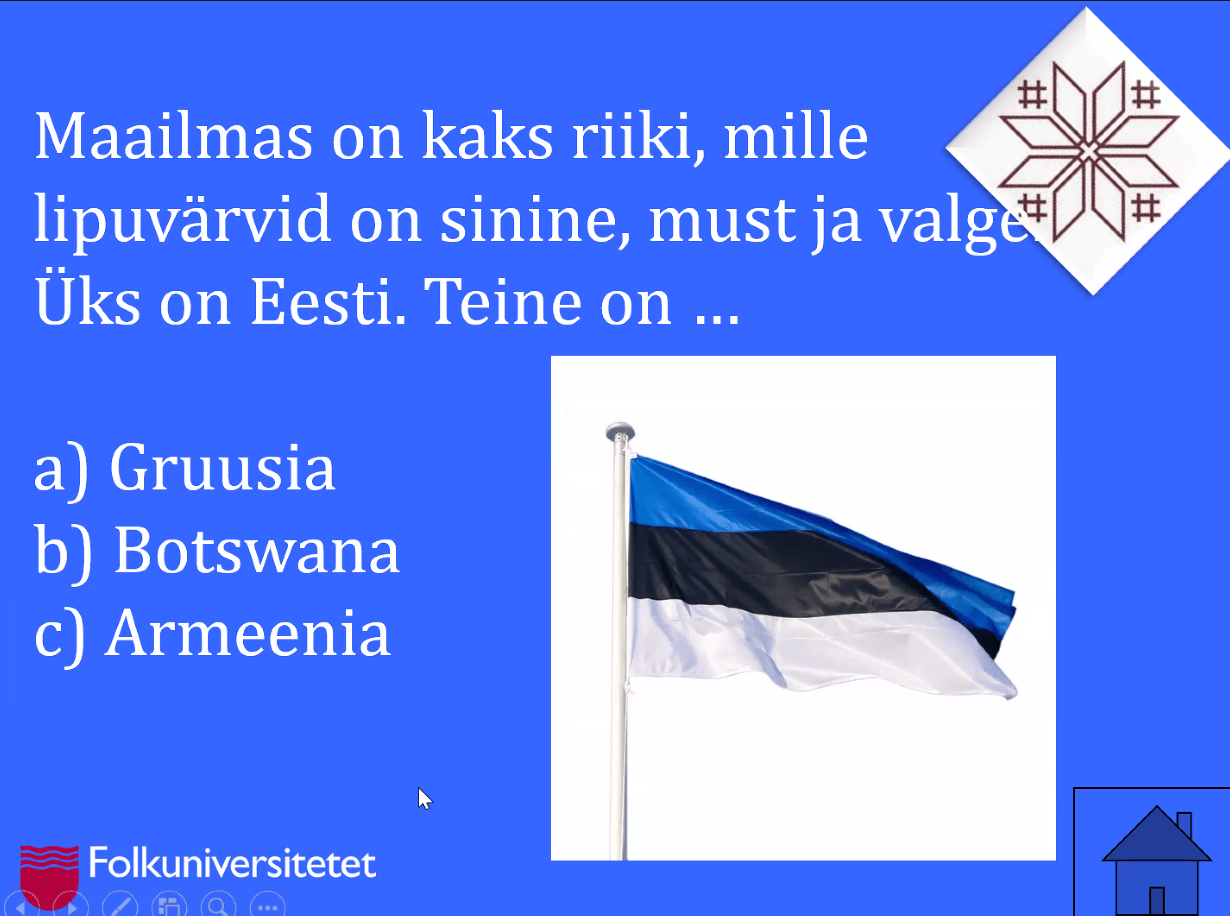 Maailmas on kaks riiki, mille
lipuvärvid on sinine, must ja valge.
Üks on Eesti. Teine on ...
a) Gruusia
b) Botswana
c) Armeenia
Folkuniversitetet